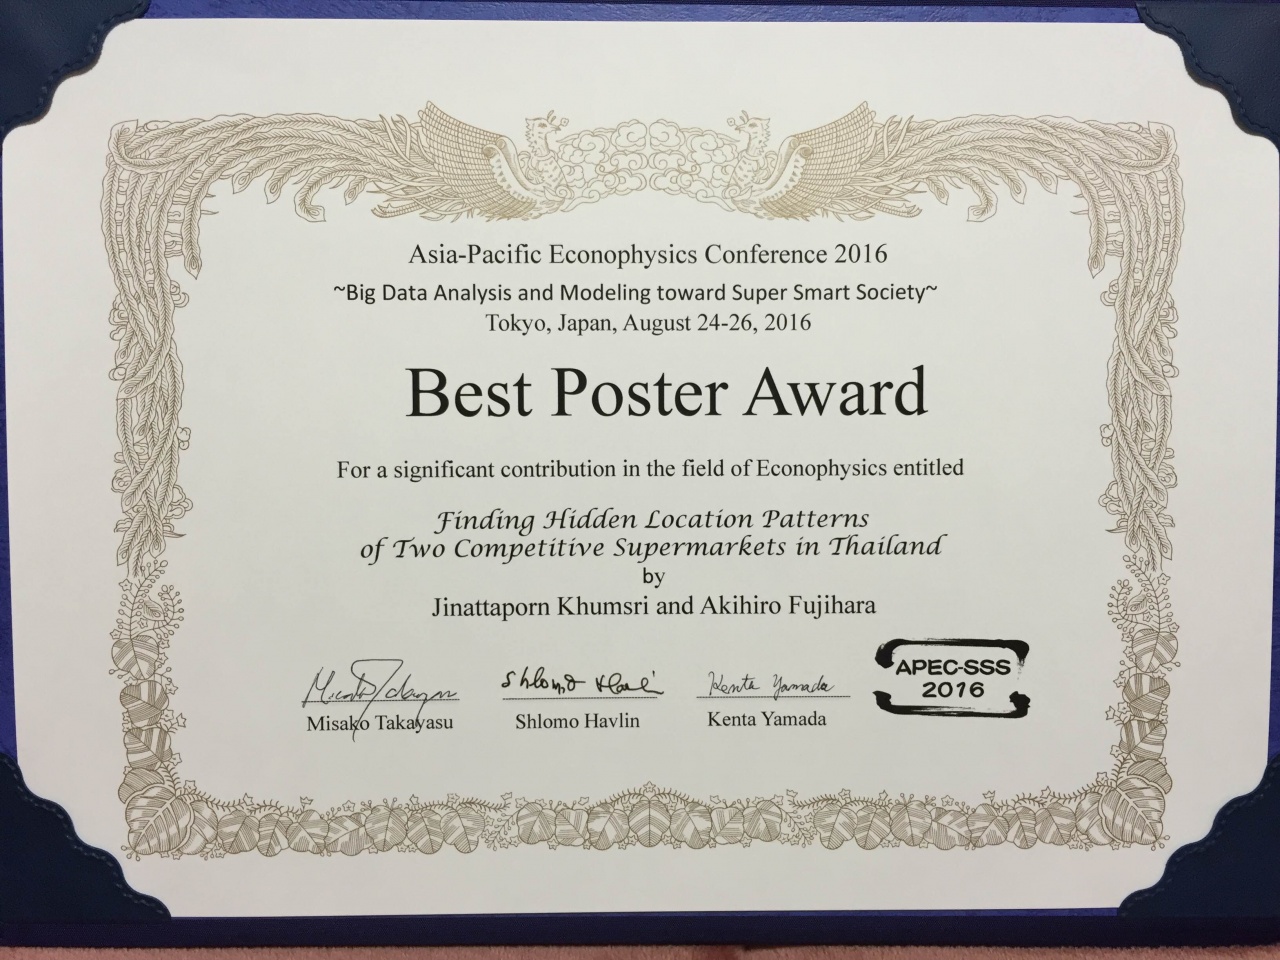 Asia-Pacific Econophysics Conference 2016
~Big Data Analysis and Modeling toward Super Smart Society~
Tokyo, Japan, August 24-26, 2016
Best Poster Award
For a significant contribution in the field of Econophysics entitled
Finding Hidden Location Patterns
of Two Competitive Supermarkets in Thailand
by
Jinattaporn Khumsri and Akihiro Fujihara
Shlomo Kenta Yamada
Misako Takayasu Shlomo Havlin Kenta Yamada
APEC-SSS
2016